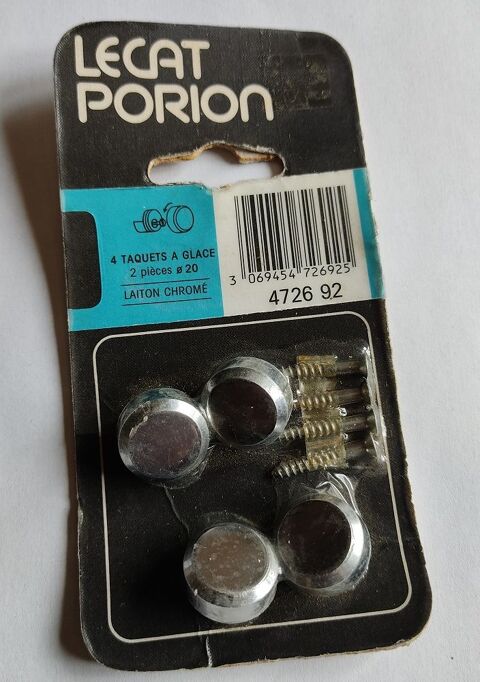 LECAT
PORION
4 TAQUETS A GLACE
2 pièces ø 20
LAITON CHROMÉ
3 069454 726925
4726 92